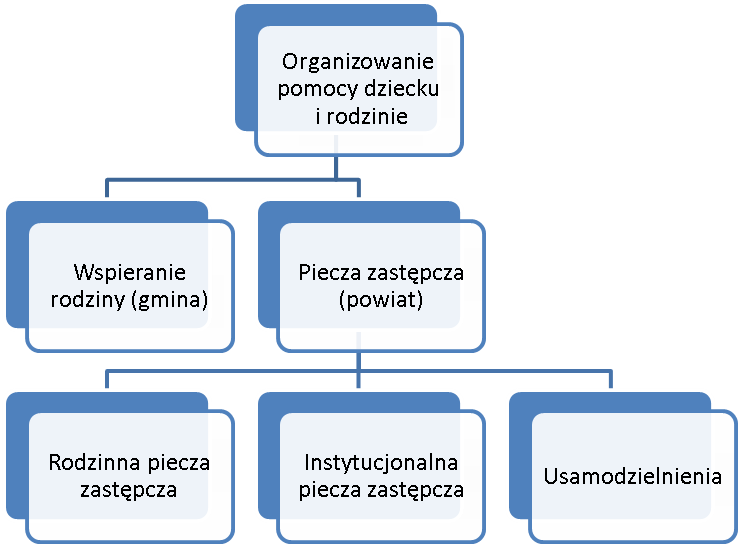 Organizowanie
pomocy dziecku
i rodzinie
Wspieranie
rodziny (gmina)
Piecza zastępcza
(powiat)
Rodzinna piecza
zastępcza
Instytucjonalna
piecza zastępcza
Usamodzielnienia